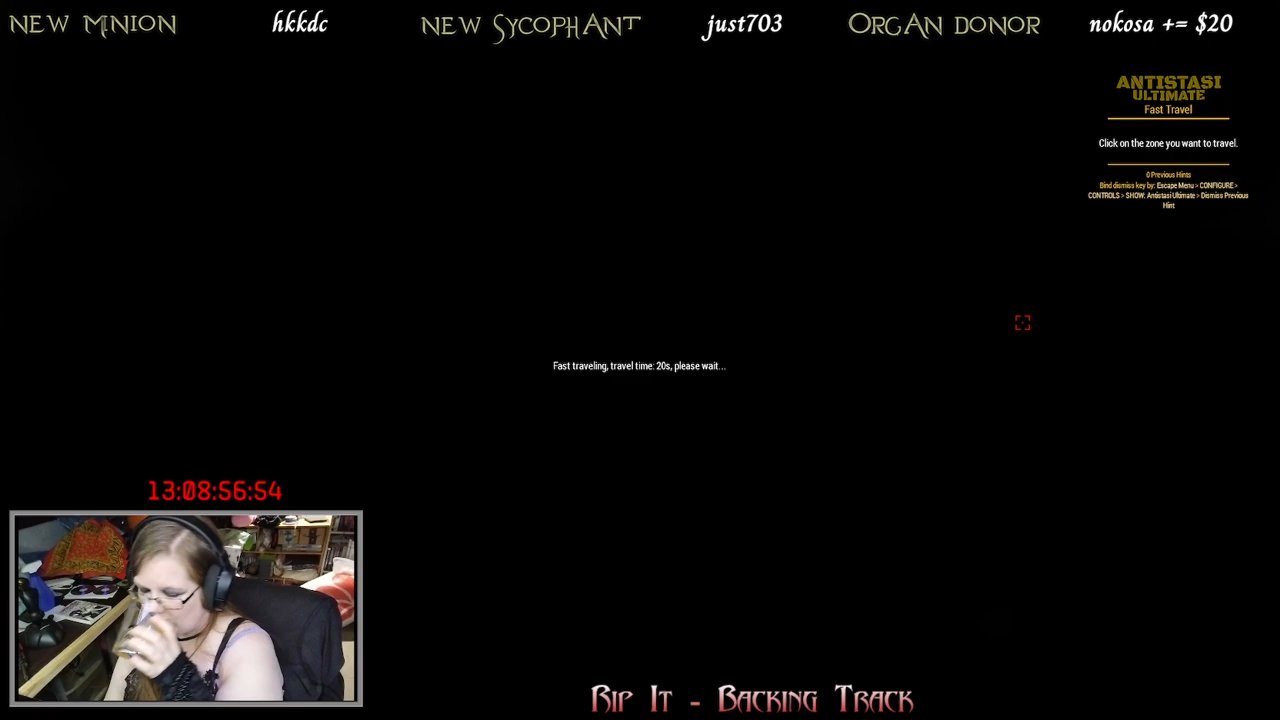 NEW MINION hkkdc NEW SYCOPHANT just703 ORGAN DONOR nokosa += $20
ANTISTASI
ULTIMATE
Fast Travel
Click on the zone you want to travel.
0 Previous Hints
Bind dismiss key by: Escape Menu > CONFIGURE >
CONTROLS > SHOW: Antistasi Ultimate > Dismiss Previous
Hint
Fast traveling, travel time: 20s, please wait...
13:08:56:54
Rip It - Backing Track